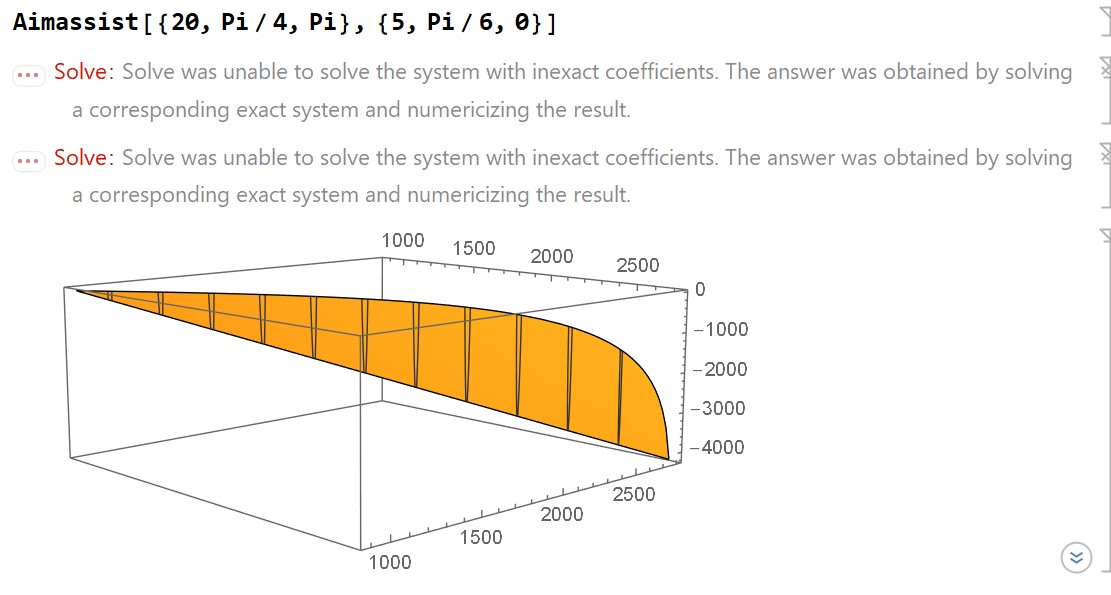 Aimassist[{20, Pi / 4, Pi}, {5, Pi / 6, 0}]
Solve: Solve was unable to solve the system with inexact coefficients. The answer was obtained by solving
a corresponding exact system and numericizing the result.
Solve: Solve was unable to solve the system with inexact coefficients. The answer was obtained by solving
a corresponding exact system and numericizing the result.
1000
1500
2000
2500
0
-1000
-2000
-3000
-4000
2500
2000
1500
1000